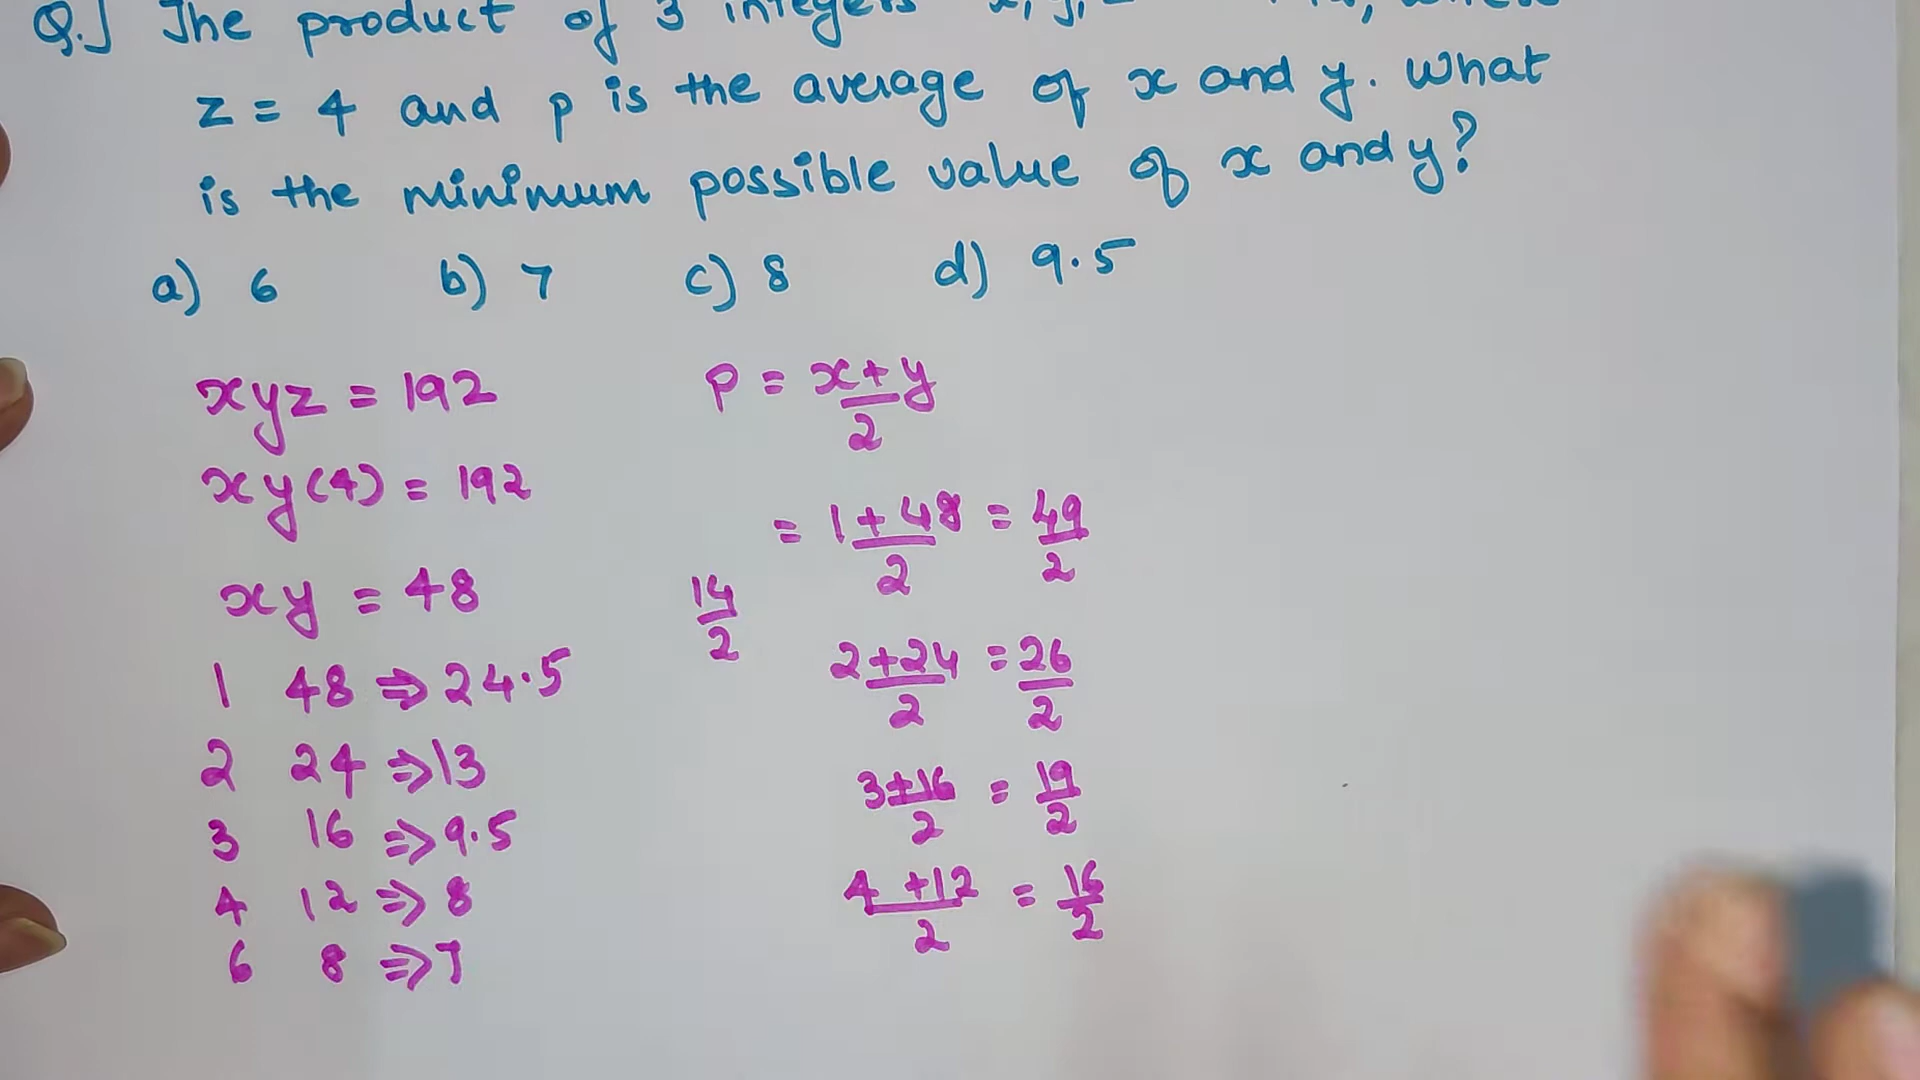 Q.] The product of 3 integers x, y, z
z = 4 and p is the average of x and y. What
is the minimum possible value of x and y?
a) 6 b) 7 c) 8 d) 9.5
xyz = 192
p = x+y/2
xy(4) = 192
= 1+48/2 = 49/2
xy = 48
14/2
2+24/2 = 26/2
1 48 ⇒ 24.5
2 24 ⇒ 13
3+16/2 = 19/2
3 16 ⇒ 9.5
4 12 ⇒ 8
4+12/2 = 16/2
6 8 ⇒ 7